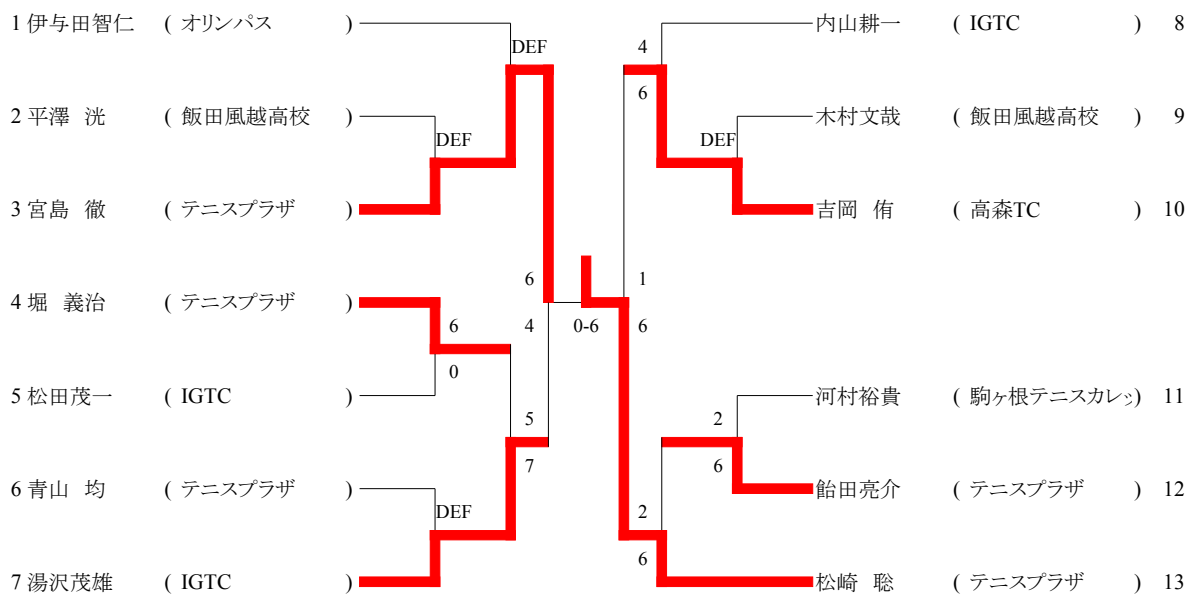 1 伊与田智仁 ( オリンパス )
DEF
2 平澤 洸 ( 飯田風越高校 )
DEF
3 宮島 徹 ( テニスプラザ )
6
4 堀 義治 ( テニスプラザ )
4
6
0
5 松田茂一 ( IGTC )
5
7
6 青山 均 ( テニスプラザ )
DEF
7 湯沢茂雄 ( IGTC )
0-6
内山耕一 ( IGTC ) 8
4
6
木村文哉 ( 飯田風越高校 ) 9
DEF
吉岡 侑 ( 高森TC ) 10
1
6
河村裕貴 ( 駒ヶ根テニスカレッジ) 11
2
6
飴田亮介 ( テニスプラザ ) 12
2
6
松崎 聡 ( テニスプラザ ) 13